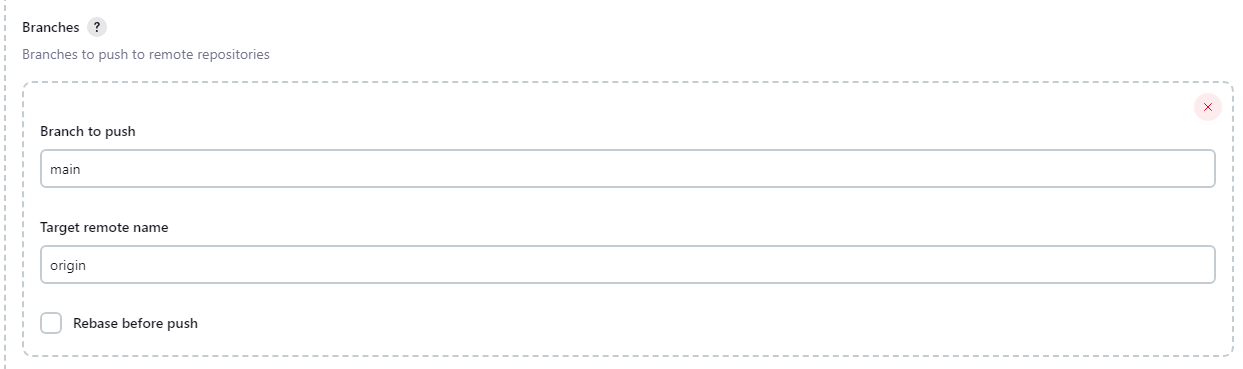 Branches ?
Branches to push to remote repositories
Branch to push
main
Target remote name
origin
Rebase before push